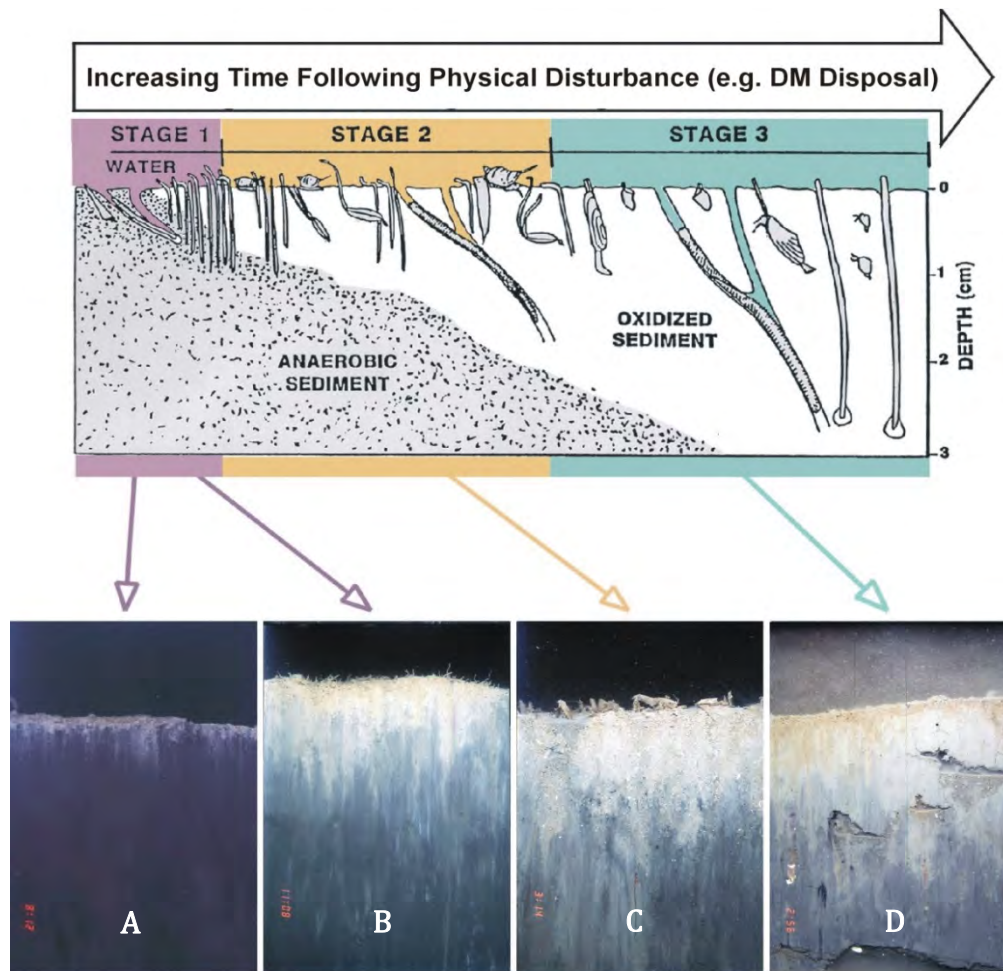 Increasing Time Following Physical Disturbance (e.g. DM Disposal)
STAGE 1 STAGE 2 STAGE 3
WATER
0
1
2
3
DEPTH (cm)
OXIDIZED
SEDIMENT
ANAEROBIC
SEDIMENT
A B C D